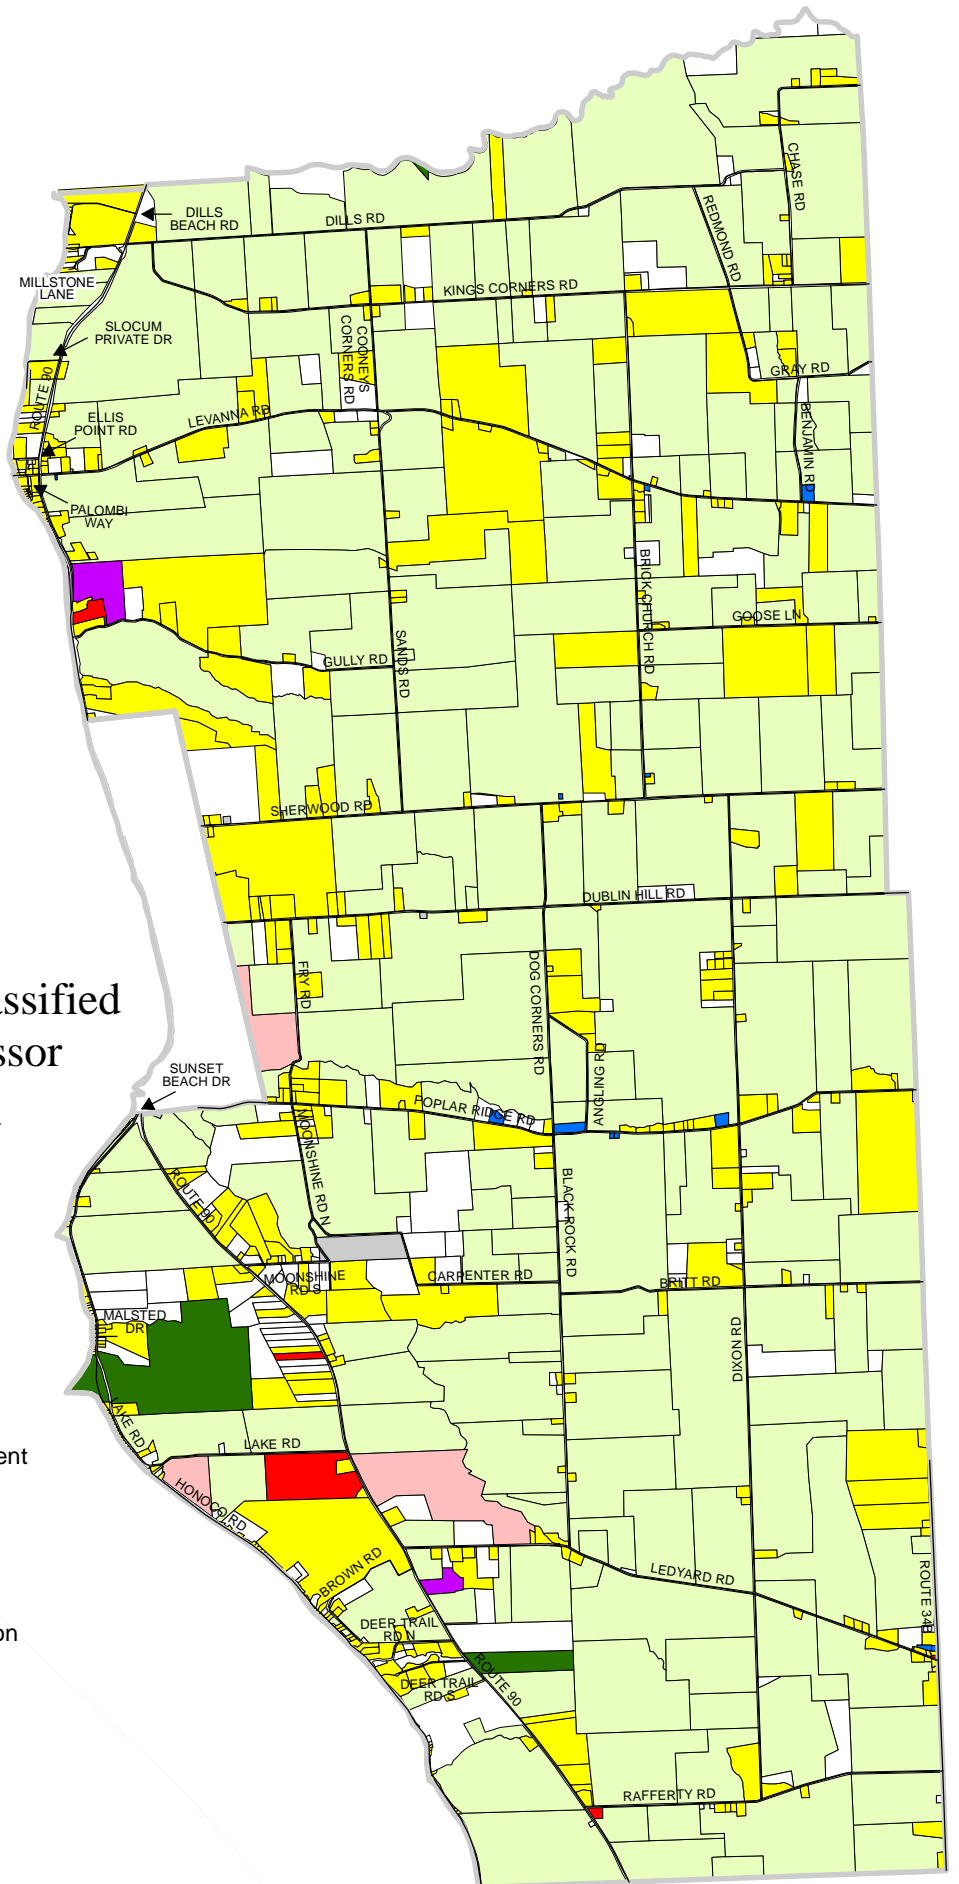 CHASE RD
DILLS
BEACH RD
DILLS RD
REDMOND RD
MILLSTONE
LANE
KINGS CORNERS RD
SLOCUM
PRIVATE DR
COONEYS
CORNERS RD
GRAY RD
ROUTE 90
ELLIS
POINT RD
LEVANNA RD
BENJAMIN RD
PALOMBI
WAY
BRICK CHURCH RD
GOOSE LN
SANDS RD
GULLY RD
SHERWOOD RD
DUBLIN HILL RD
FRY RD
DOG CORNERS RD
assified
ssor
SUNSET
BEACH DR
ANGLING RD
POPLAR RIDGE RD
MOONSHINE RD N
ROUTE 90
BLACK ROCK RD
MOONSHINE
RD S
CARPENTER RD
BRITT RD
MALSTED
DR
DIXON RD
LAKE RD
LAKE RD
ent
HONOCO RD
BROWN RD
LEDYARD RD
ROUTE 34B
DEER TRAIL
RD N
on
ROUTE 90
DEER TRAIL
RD S
RAFFERTY RD